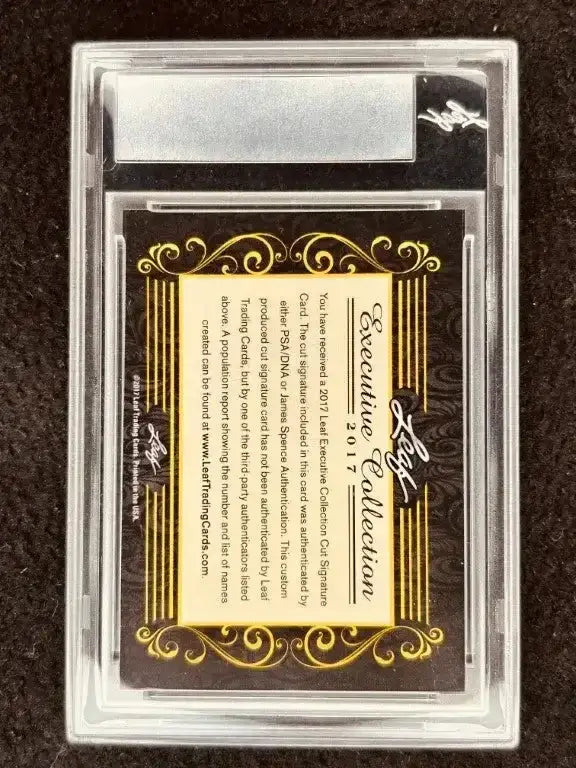 Leaf
Leaf
Executive Collection
2017
You have received a 2017 Leaf Executive Collection Cut Signature
Card. The cut signature included in this card was authenticated by
either PSA/DNA or James Spence Authentication. This custom
produced cut signature card has not been authenticated by Leaf
Trading Cards, but by one of the third-party authenticators listed
above. A population report showing the number and list of names
created can be found at www.LeafTradingCards.com.
Leaf
©2017 Leaf Trading Cards. Printed in the USA.